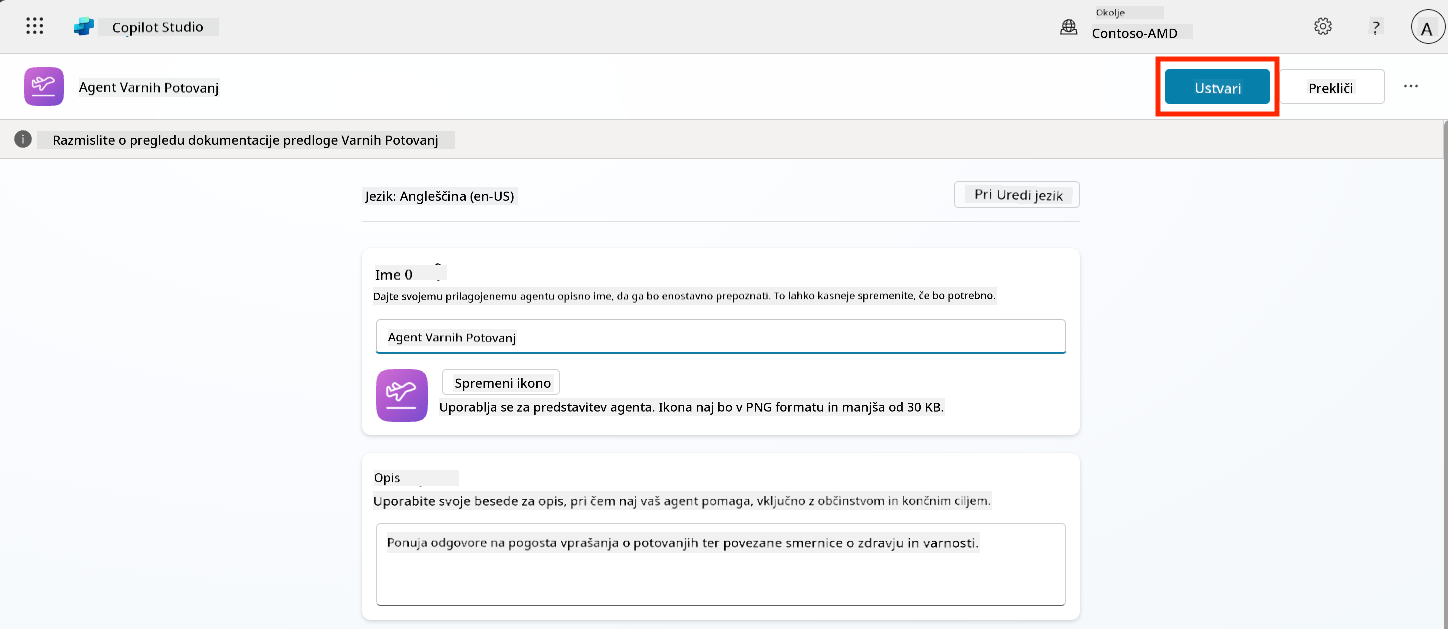 Copilot Studio
Okolje
Contoso-AMD
?
A
Agent Varnih Potovanj
Ustvari
Prekliči
...
Razmislite o pregledu dokumentacije predloge Varnih Potovanj
Jezik: Angleščina (en-US)
Pri Uredi jezik
Ime 0
Dajte svojemu prilagojenemu agentu opisno ime, da ga bo enostavno prepoznati. To lahko kasneje spremenite, če bo potrebno.
Agent Varnih Potovanj
Spremeni ikono
Uporablja se za predstavitev agenta. Ikona naj bo v PNG formatu in manjša od 30 KB.
Opis
Uporabite svoje besede za opis, pri čem naj vaš agent pomaga, vključno z občinstvom in končnim ciljem.
Ponuja odgovore na pogosta vprašanja o potovanjih ter povezane smernice o zdravju in varnosti.